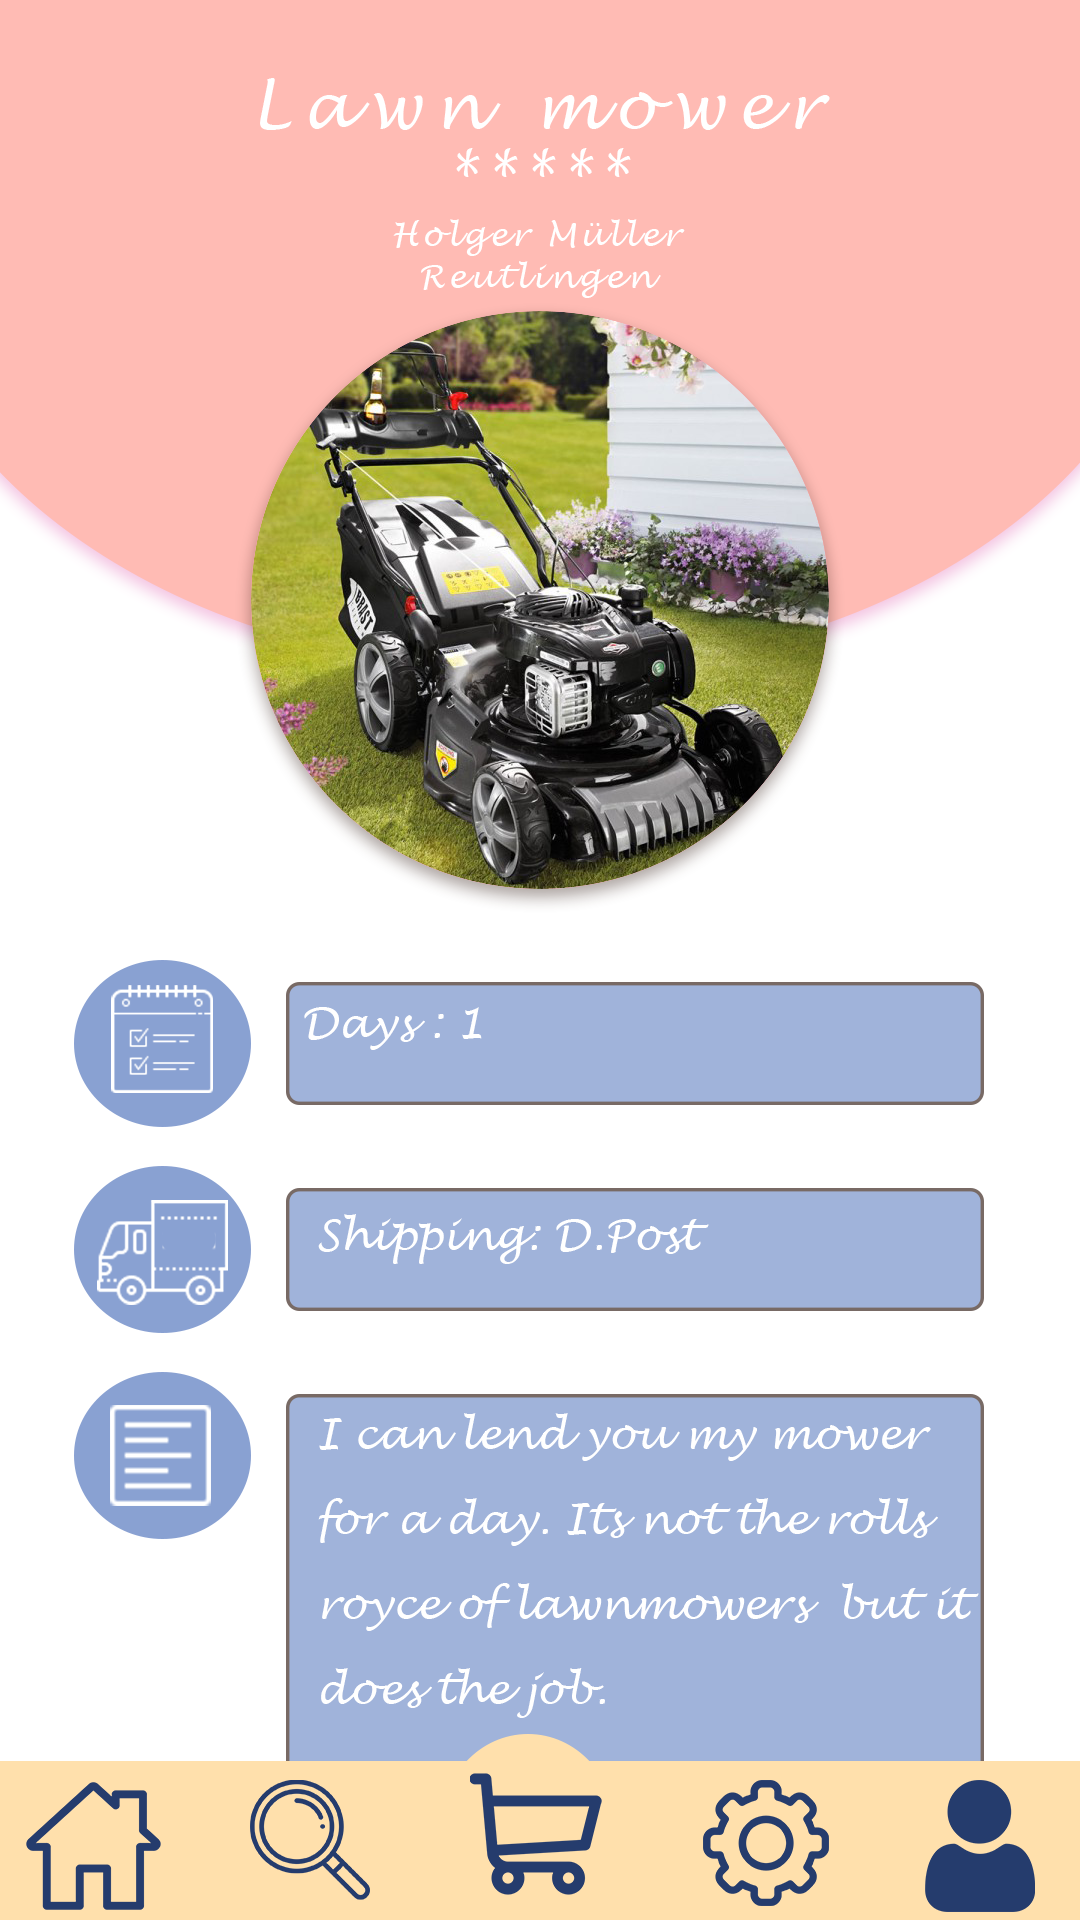 Lawn mower
*****
Holger Müller
Reutlingen
BRAST
Days : 1
Shipping: D.Post
I can lend you my mower
for a day. Its not the rolls
royce of lawnmowers but it
does the job.